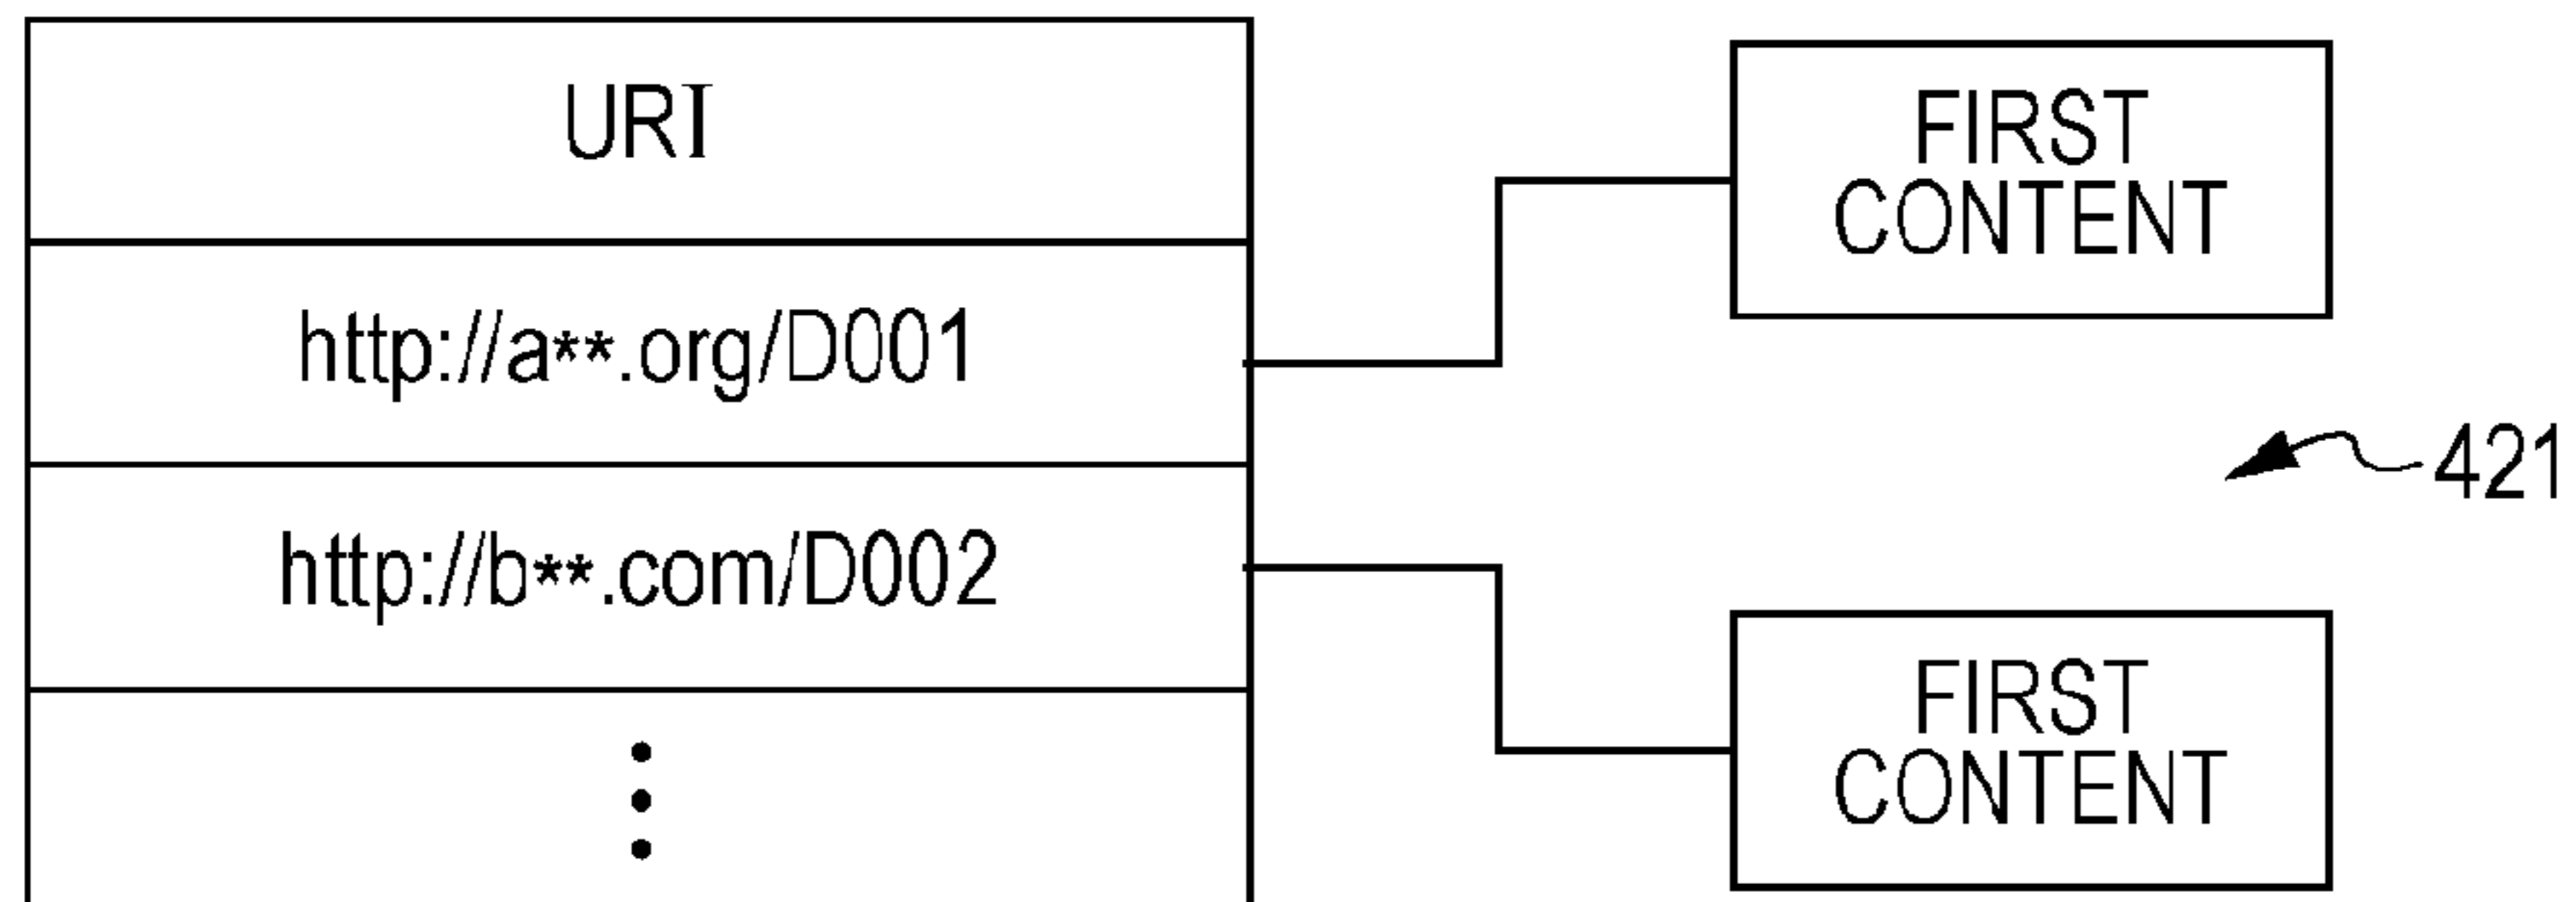 URI
http://a**.org/D001
http://b**.com/D002
FIRST
CONTENT
421
FIRST
CONTENT